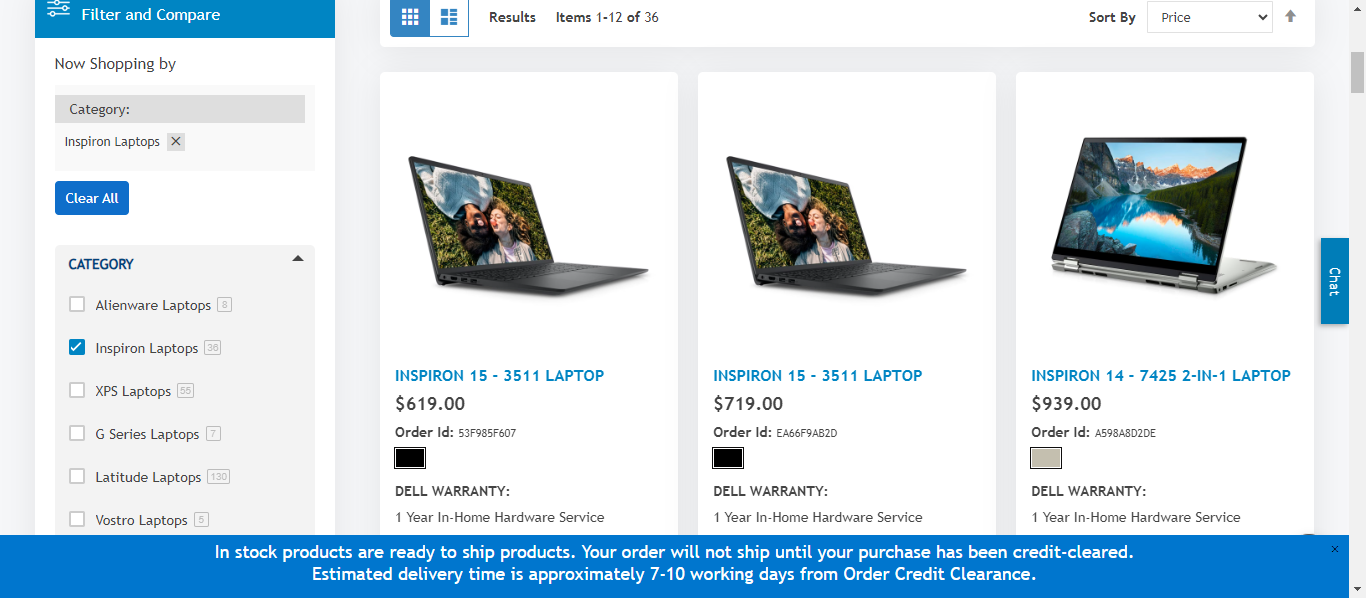 Filter and Compare
Now Shopping by
Category:
Inspiron Laptops
Clear All
CATEGORY
Alienware Laptops 8
Inspiron Laptops 36
XPS Laptops 55
G Series Laptops 7
Latitude Laptops 130
Vostro Laptops 5
Results Items 1-12 of 36
Sort By Price
INSPIRON 15 - 3511 LAPTOP
$619.00
Order Id: 53F985F607
DELL WARRANTY:
1 Year In-Home Hardware Service
INSPIRON 15 - 3511 LAPTOP
$719.00
Order Id: EA66F9AB2D
DELL WARRANTY:
1 Year In-Home Hardware Service
INSPIRON 14 - 7425 2-IN-1 LAPTOP
$939.00
Order Id: A598A8D2DE
DELL WARRANTY:
1 Year In-Home Hardware Service
Chat
In stock products are ready to ship products. Your order will not ship until your purchase has been credit-cleared.
Estimated delivery time is approximately 7-10 working days from Order Credit Clearance.